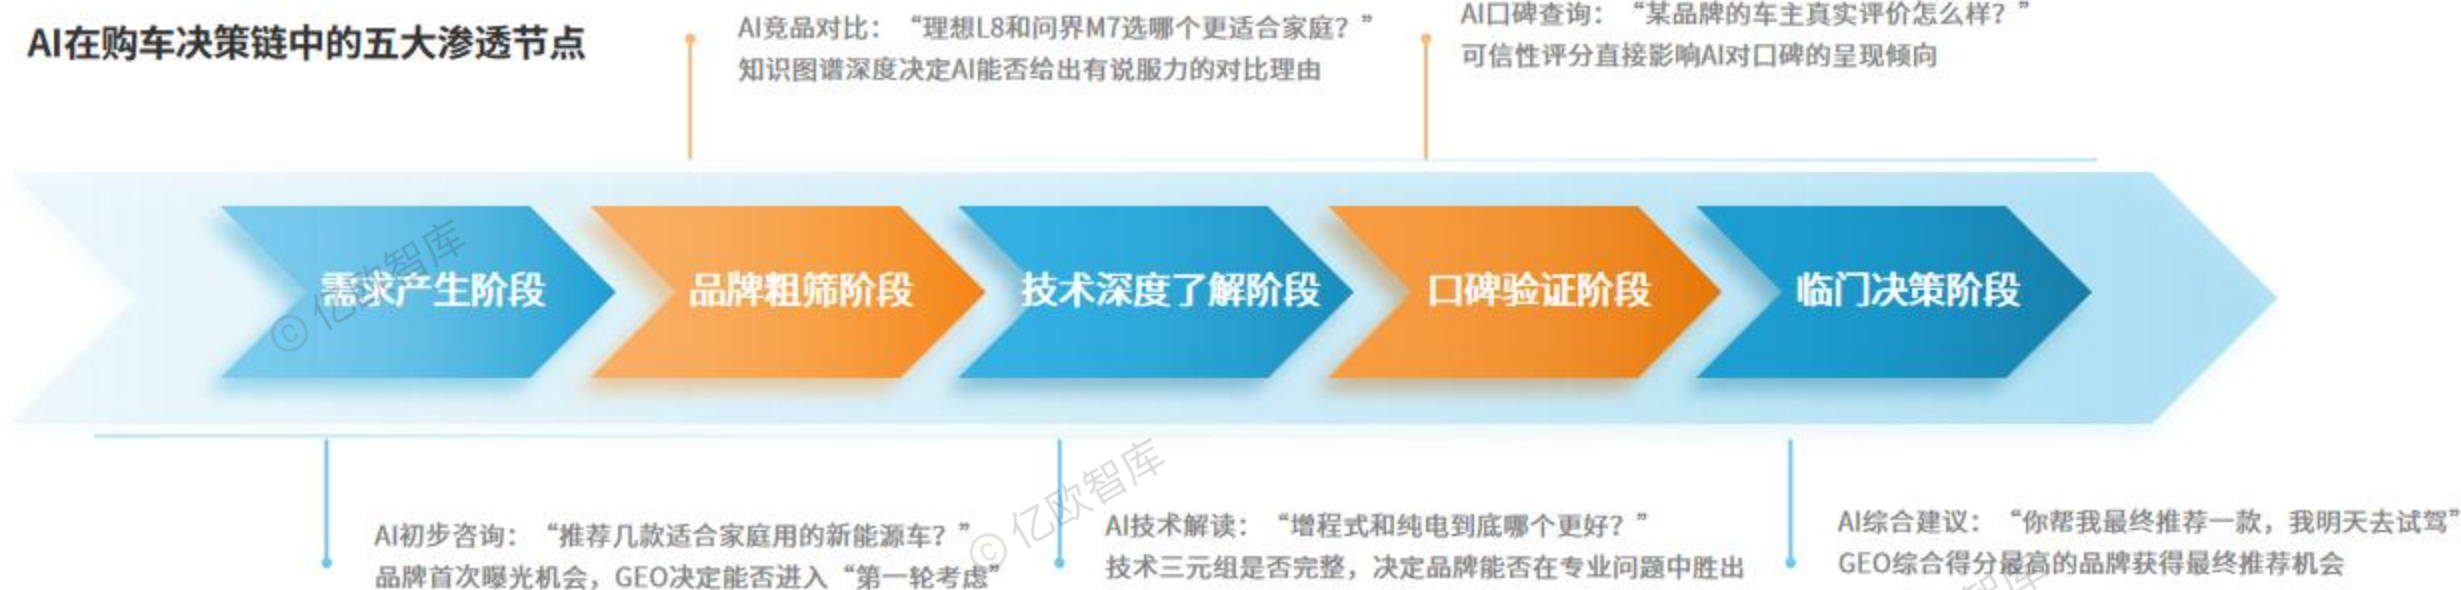 AI在购车决策链中的五大渗透节点
AI竞品对比：“理想L8和问界M7选哪个更适合家庭？”
知识图谱深度决定AI能否给出有说服力的对比理由
AI口碑查询：“某品牌的车主真实评价怎么样？”
可信性评分直接影响AI对口碑的呈现倾向
需求产生阶段
品牌粗筛阶段
技术深度了解阶段
口碑验证阶段
临门决策阶段
© 亿欧智库
AI初步咨询：“推荐几款适合家庭用的新能源车？”
品牌首次曝光机会，GEO决定能否进入“第一轮考虑”
© 亿欧智库
AI技术解读：“增程式和纯电到底哪个更好？”
技术三元组是否完整，决定品牌能否在专业问题中胜出
AI综合建议：“你帮我最终推荐一款，我明天去试驾”
GEO综合得分最高的品牌获得最终推荐机会
智库